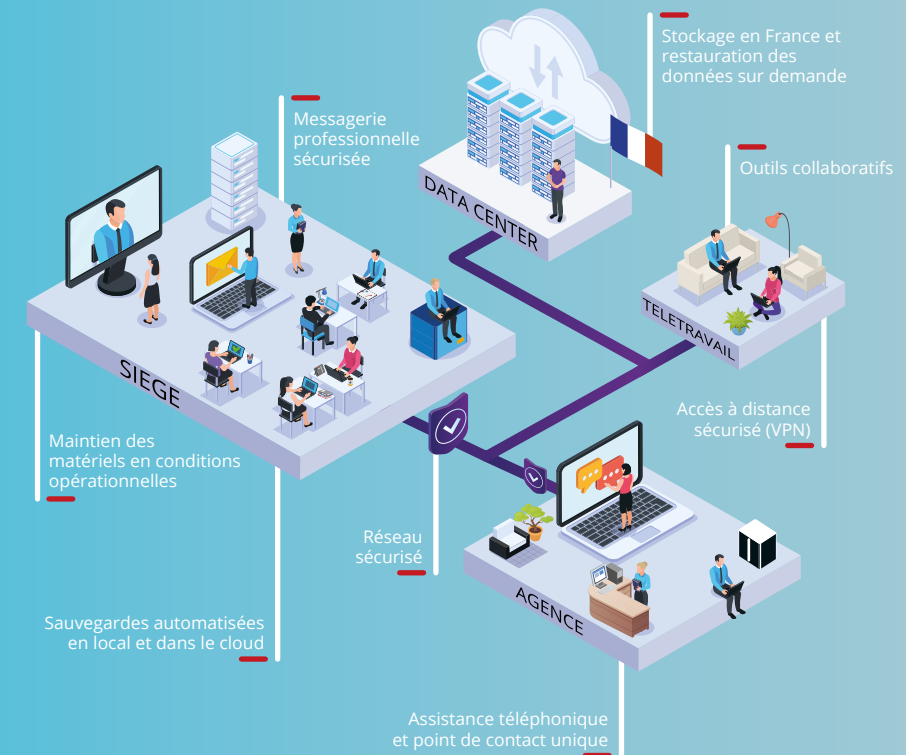 Stockage en France et
restauration des
données sur demande
Messagerie
professionnelle
sécurisée
Outils collaboratifs
DATA CENTER
TELETRAVAIL
SIEGE
Accès à distance
sécurisé (VPN)
Maintien des
matériels en conditions
opérationnelles
Réseau
sécurisé
AGENCE
Sauvegardes automatisées
en local et dans le cloud
Assistance téléphonique
et point de contact unique